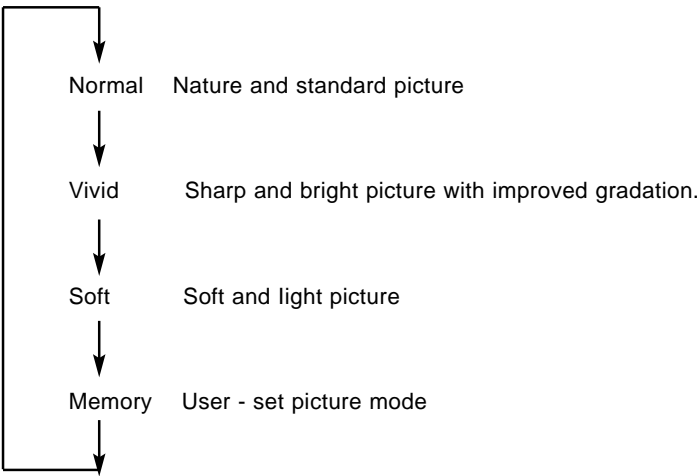 Normal Nature and standard picture
Vivid Sharp and bright picture with improved gradation.
Soft Soft and light picture
Memory User - set picture mode